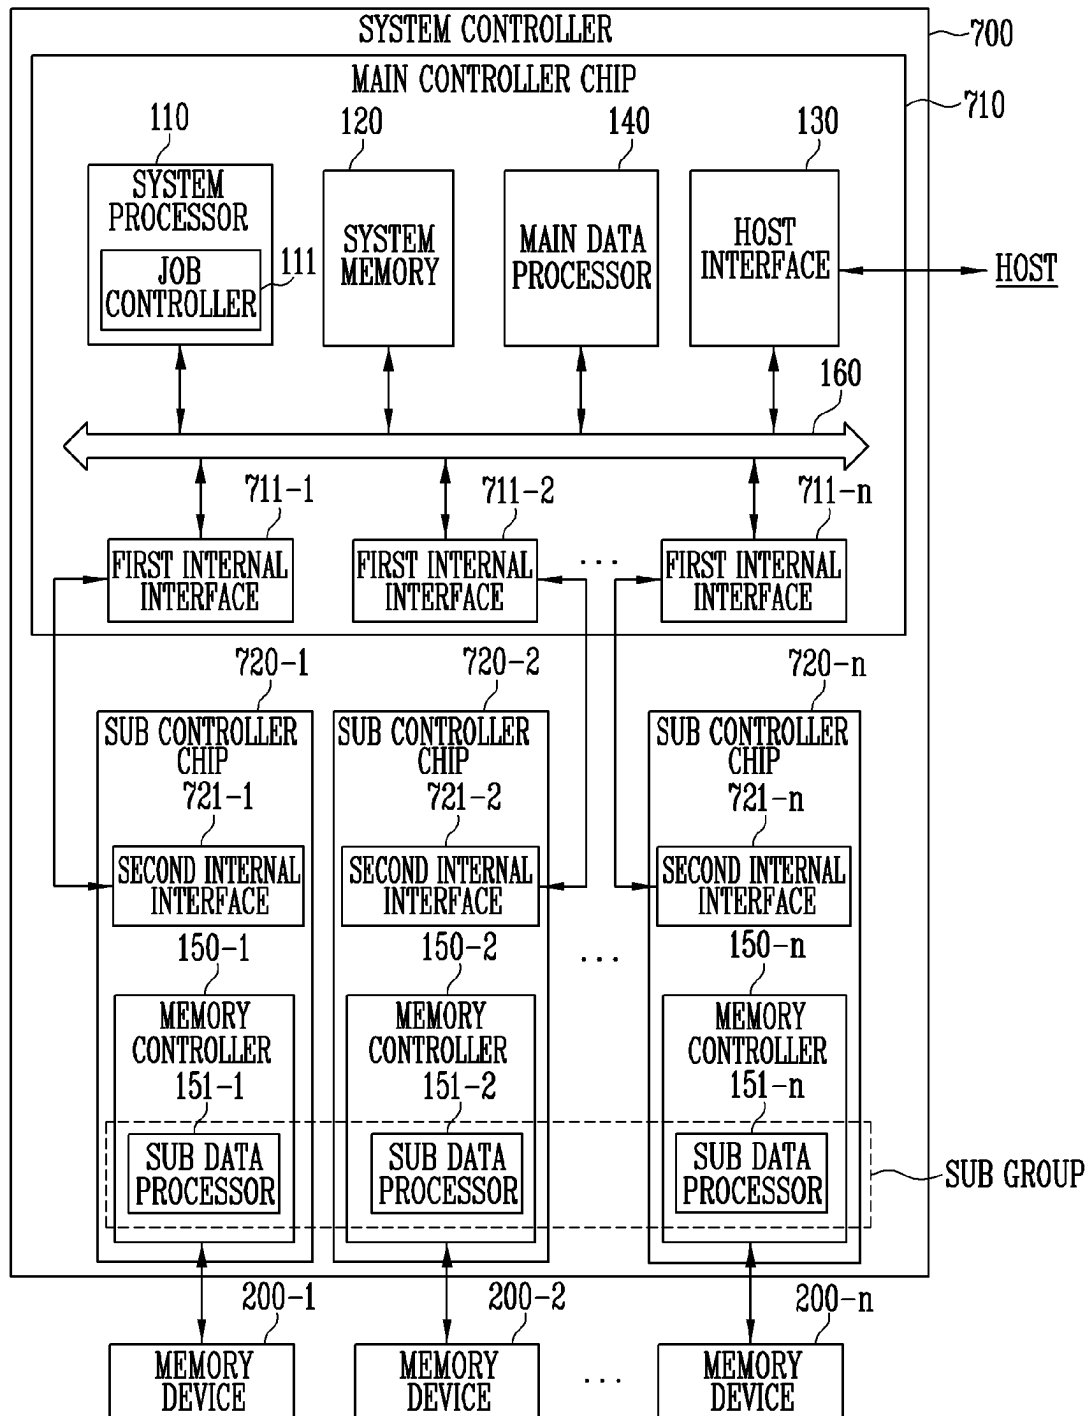 SYSTEM CONTROLLER
700
MAIN CONTROLLER CHIP
710
110
120
140
130
SYSTEM
PROCESSOR
JOB
CONTROLLER
111
SYSTEM
MEMORY
MAIN DATA
PROCESSOR
HOST
INTERFACE
HOST
160
711-1
711-2
711-n
FIRST INTERNAL
INTERFACE
FIRST INTERNAL
INTERFACE
...
FIRST INTERNAL
INTERFACE
720-1
720-2
720-n
SUB CONTROLLER
CHIP
SUB CONTROLLER
CHIP
SUB CONTROLLER
CHIP
721-1
721-2
721-n
SECOND INTERNAL
INTERFACE
SECOND INTERNAL
INTERFACE
SECOND INTERNAL
INTERFACE
150-1
150-2
...
150-n
MEMORY
CONTROLLER
MEMORY
CONTROLLER
MEMORY
CONTROLLER
151-1
151-2
151-n
SUB DATA
PROCESSOR
SUB DATA
PROCESSOR
SUB DATA
PROCESSOR
SUB GROUP
200-1
200-2
200-n
MEMORY
DEVICE
MEMORY
DEVICE
...
MEMORY
DEVICE